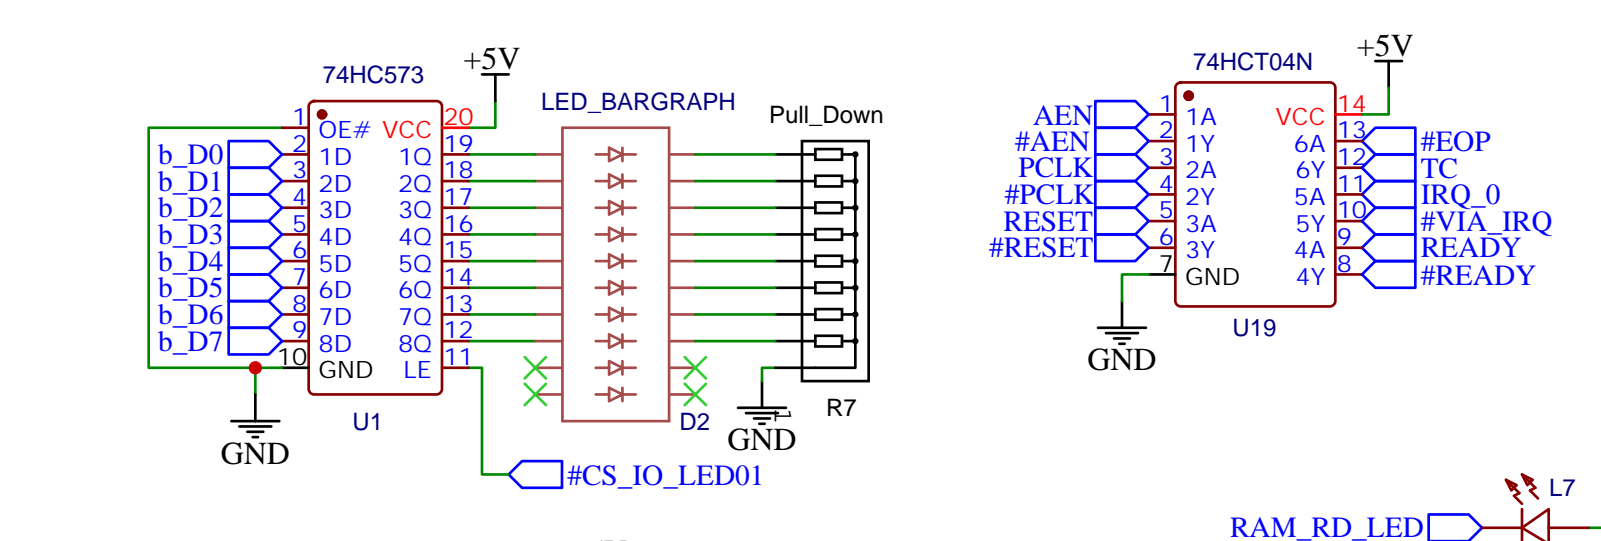 74HC573
+5V
LED_BARGRAPH
Pull_Down
1 OE# VCC 20
b_D0 2 1D 1Q 19
b_D1 3 2D 2Q 18
b_D2 4 3D 3Q 17
b_D3 5 4D 4Q 16
b_D4 6 5D 5Q 15
b_D5 7 6D 6Q 14
b_D6 8 7D 7Q 13
b_D7 9 8D 8Q 12
10 GND LE 11
U1
D2
R7
GND
GND
#CS_IO_LED01
74HCT04N
+5V
AEN 1 1A VCC 14
#AEN 2 1Y 6A 13 #EOP
PCLK 3 2A 6Y 12 TC
#PCLK 4 2Y 5A 11 IRQ_0
RESET 5 3A 5Y 10 #VIA_IRQ
#RESET 6 3Y 4A 9 READY
7 GND 4Y 8 #READY
U19
GND
L7
RAM_RD_LED